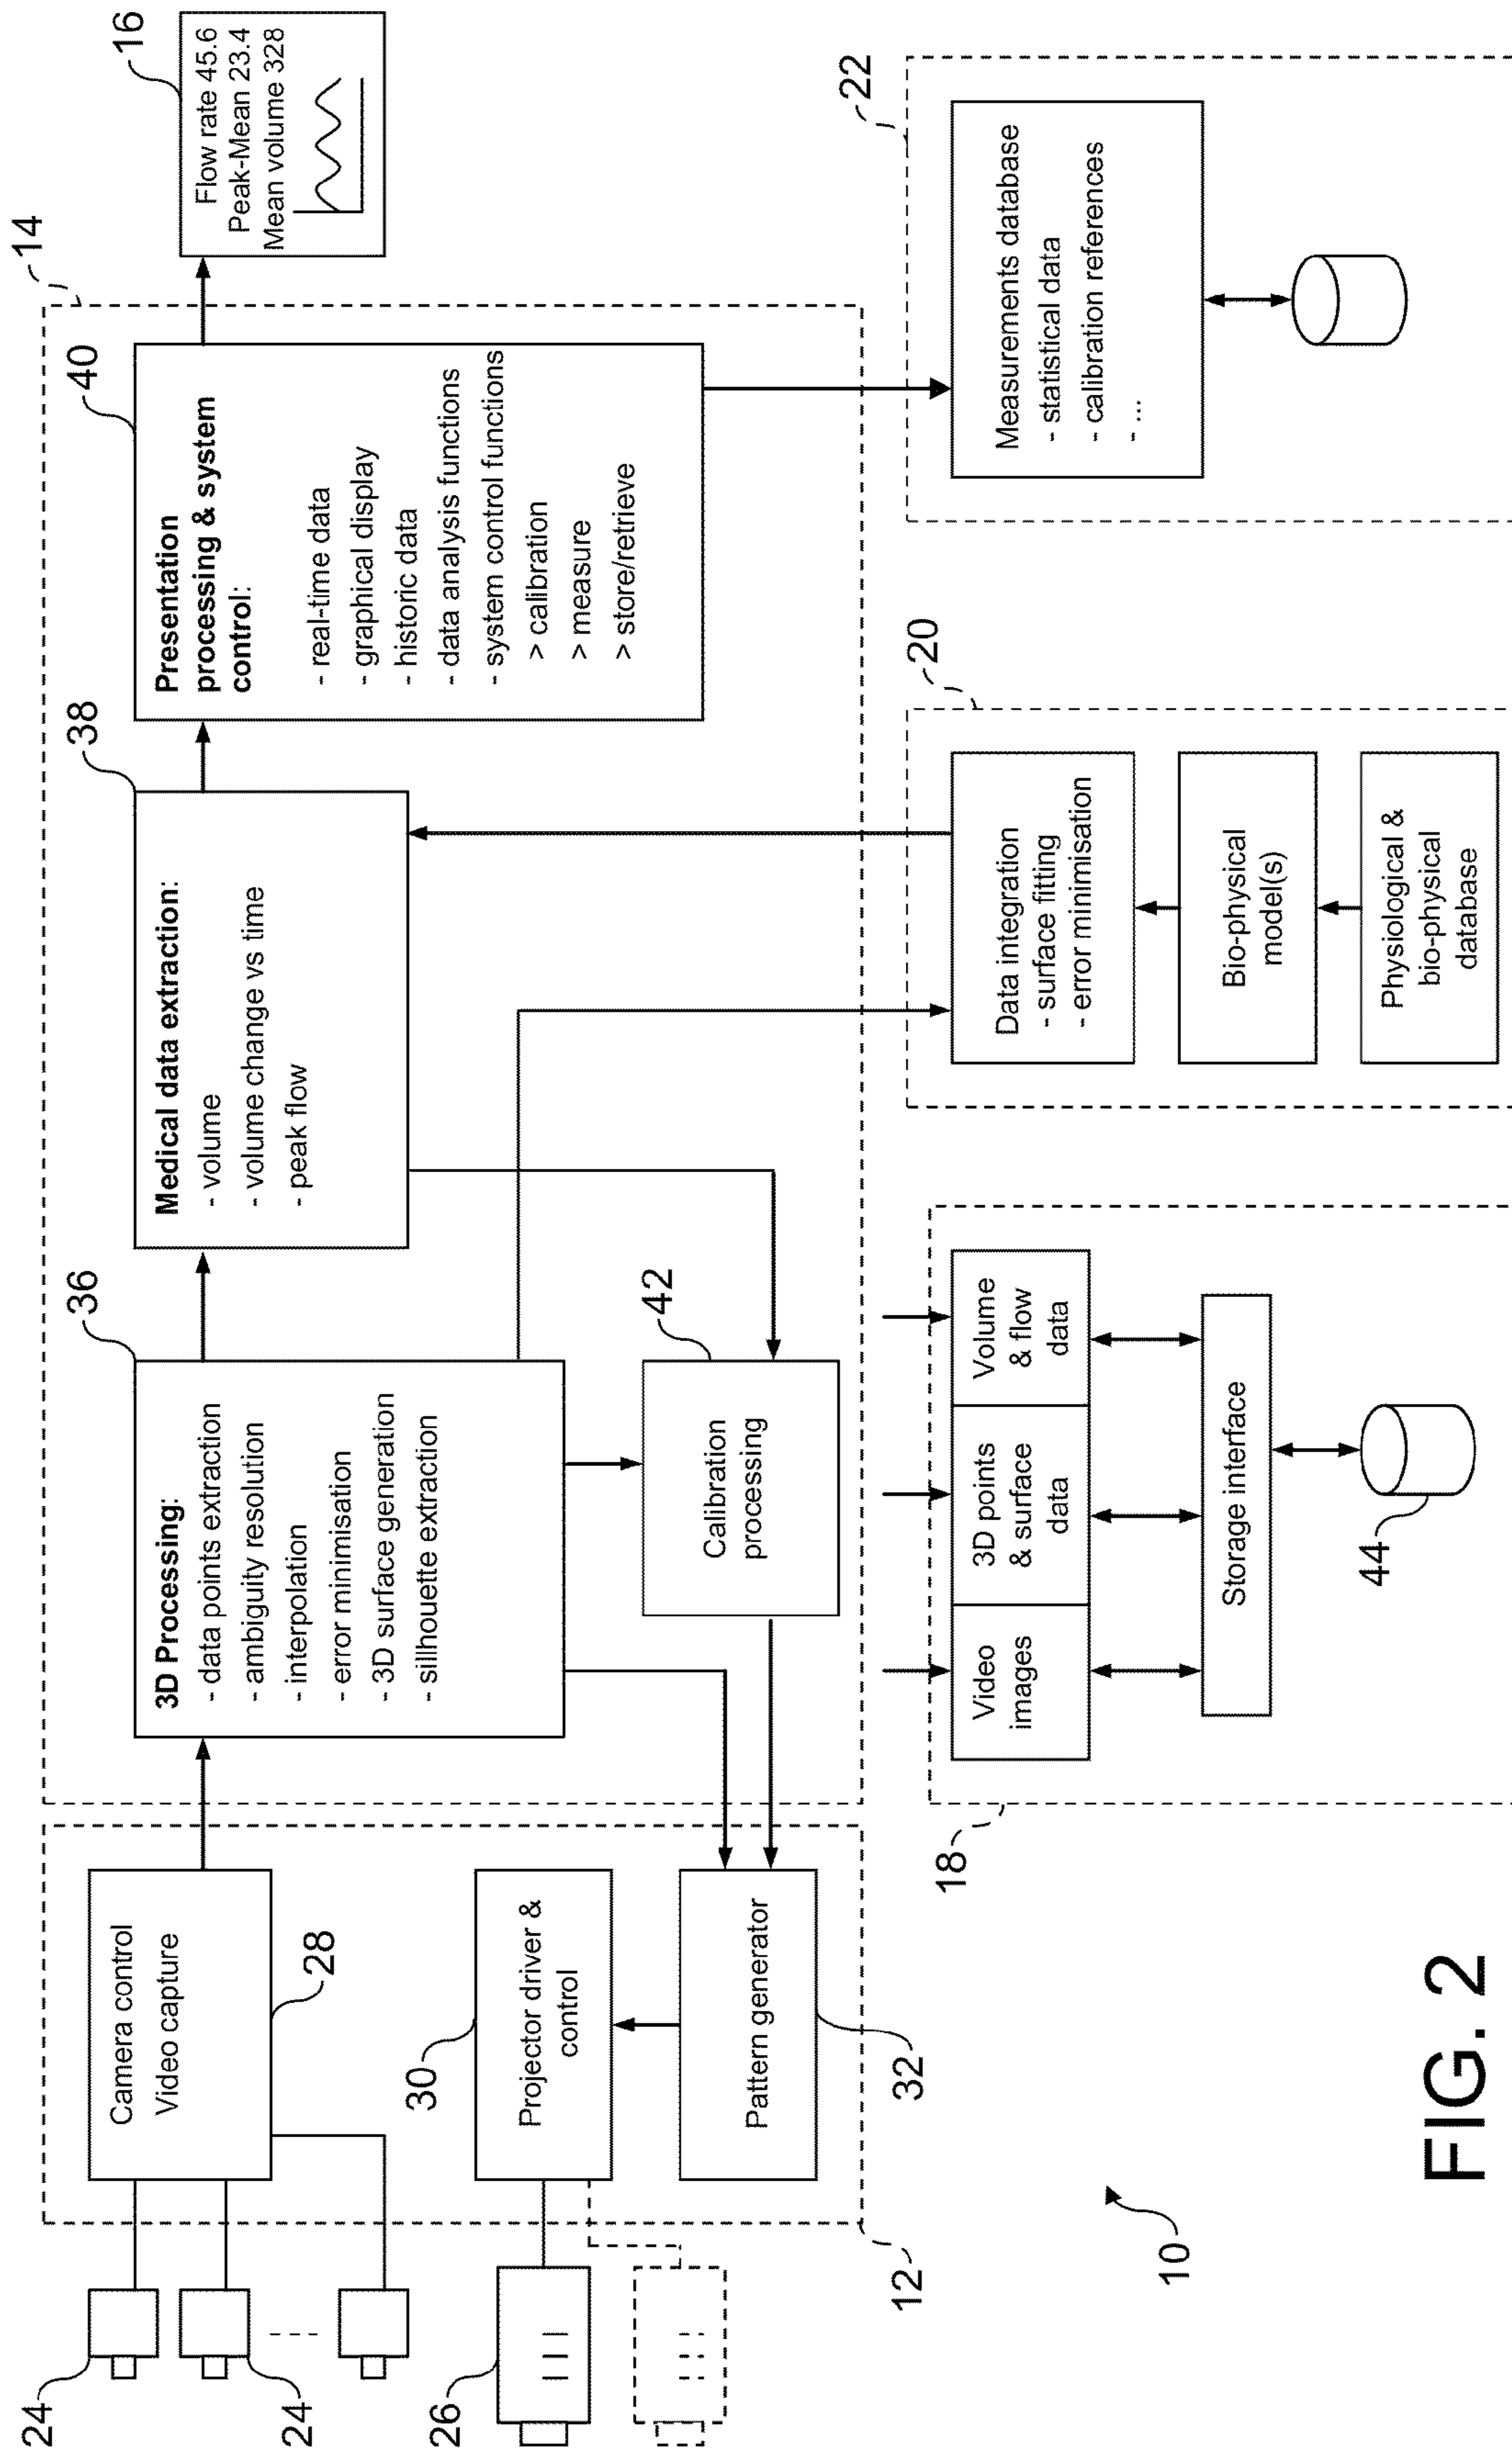 24
24
26
12
Camera control
Video capture
28
30
Projector driver &
control
Pattern generator
32
14
36
3D Processing:
- data points extraction
- ambiguity resolution
- interpolation
- error minimisation
- 3D surface generation
- sillhouette extraction
42
Calibration
processing
38
Medical data extraction:
- volume
- volume change vs time
- peak flow
40
Presentation
processing & system
control:
- real-time data
- graphical display
- historic data
- data analysis functions
- system control functions
> calibration
> measure
> store/retrieve
16
Flow rate 45.6
Peak-Mean 23.4
Mean volume 328
18
Video
images
3D points
& surface
data
Volume
& flow
data
Storage interface
44
20
Data integration
- surface fitting
- error minimisation
Bio-physical
model(s)
Physiological &
bio-physical
database
22
Measurements database
- statistical data
- calibration references
- ...
10
FIG. 2